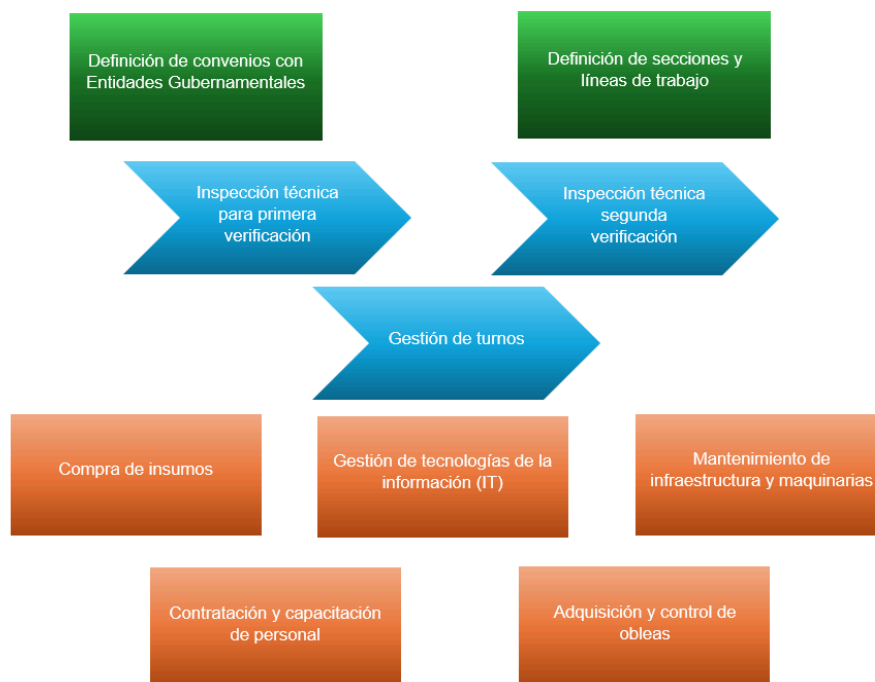 Definición de convenios con
Entidades Gubernamentales
Definición de secciones y
líneas de trabajo
Inspección técnica
para primera
verificación
Inspección técnica
segunda
verificación
Gestión de turnos
Compra de insumos
Gestión de tecnologías de la
información (IT)
Mantenimiento de
infraestructura y maquinarias
Contratación y capacitación
de personal
Adquisición y control de
obleas